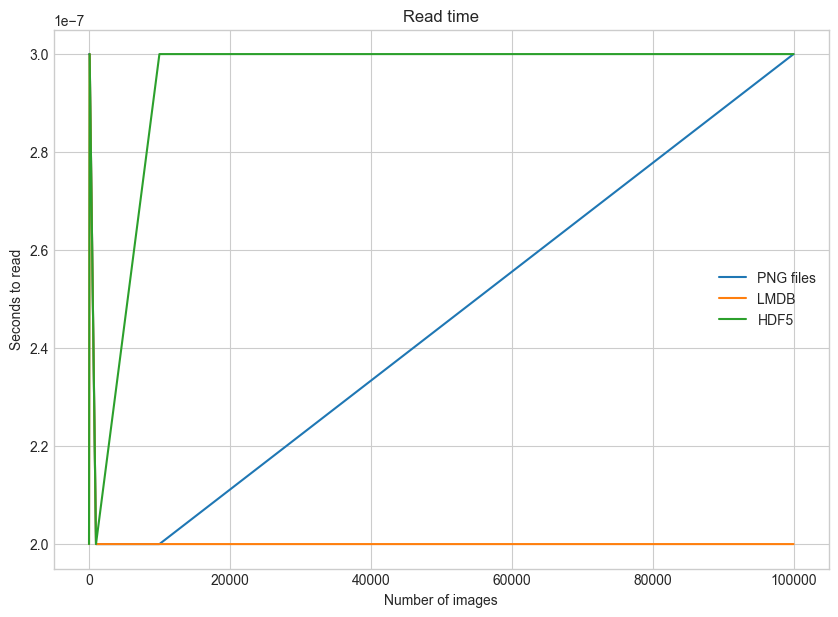 Read time
1e−7
3.0
2.8
2.6
2.4
2.2
2.0
Seconds to read
PNG files
LMDB
HDF5
0 20000 40000 60000 80000 100000
Number of images